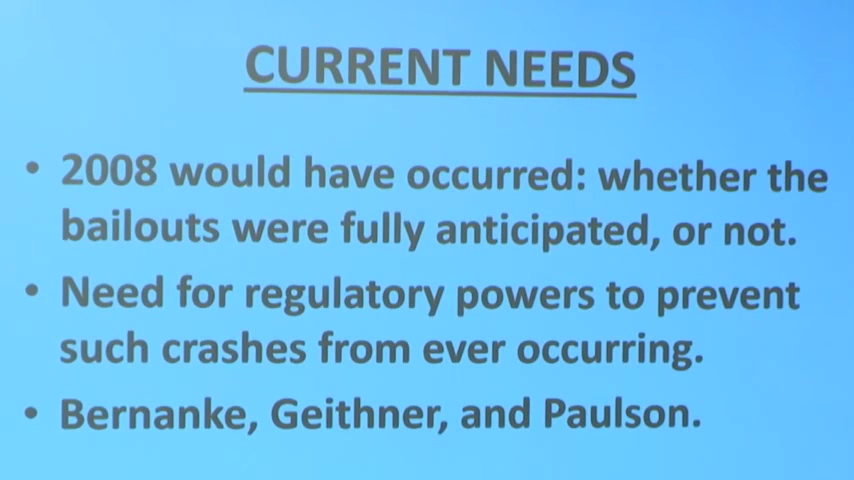 CURRENT NEEDS
• 2008 would have occurred: whether the
bailouts were fully anticipated, or not.
• Need for regulatory powers to prevent
such crashes from ever occurring.
• Bernanke, Geithner, and Paulson.